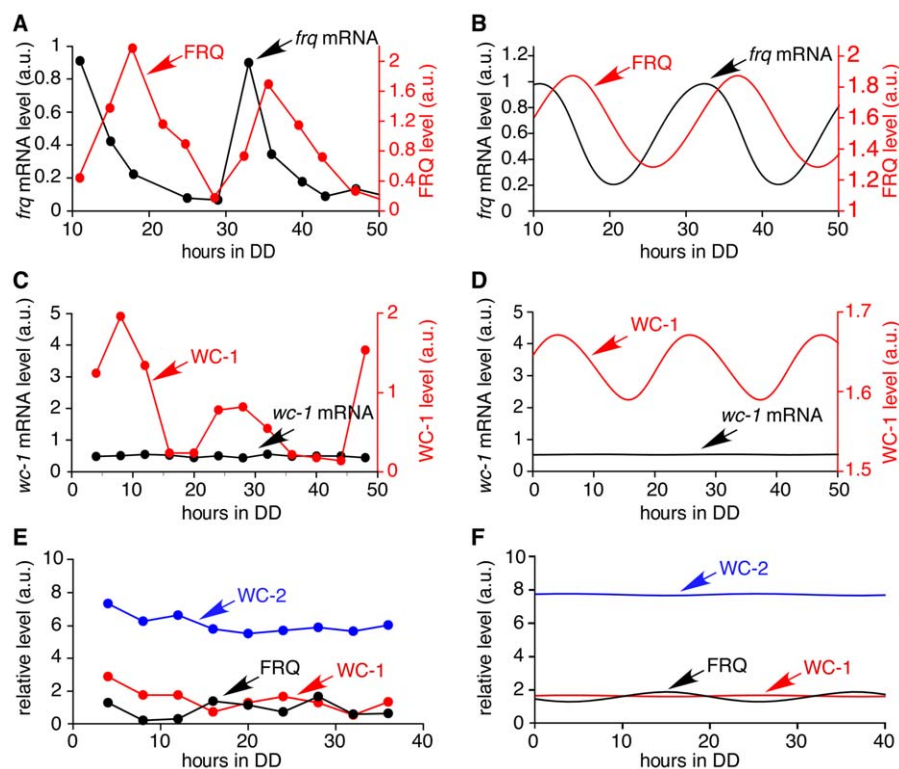 A
1
0.8
0.6
0.4
0.2
0
10 20 30 40 50
2
1.6
1.2
0.8
0.4
0
frq mRNA level (a.u.)
FRQ level (a.u.)
hours in DD
FRQ
frq mRNA
B
1.2
1
0.8
0.6
0.4
0.2
0
10 20 30 40 50
2
1.8
1.6
1.4
1.2
1
frq mRNA level (a.u.)
FRQ level (a.u.)
hours in DD
FRQ
frq mRNA
C
5
4
3
2
1
0
0 10 20 30 40 50
2
1
0
wc-1 mRNA level (a.u.)
WC-1 level (a.u.)
hours in DD
WC-1
wc-1 mRNA
D
5
4
3
2
1
0
0 10 20 30 40 50
1.7
1.6
1.5
wc-1 mRNA level (a.u.)
WC-1 level (a.u.)
hours in DD
WC-1
wc-1 mRNA
E
10
8
6
4
2
0
0 10 20 30 40
relative level (a.u.)
hours in DD
WC-2
FRQ
WC-1
F
10
8
6
4
2
0
0 10 20 30 40
relative level (a.u.)
hours in DD
WC-2
FRQ
WC-1